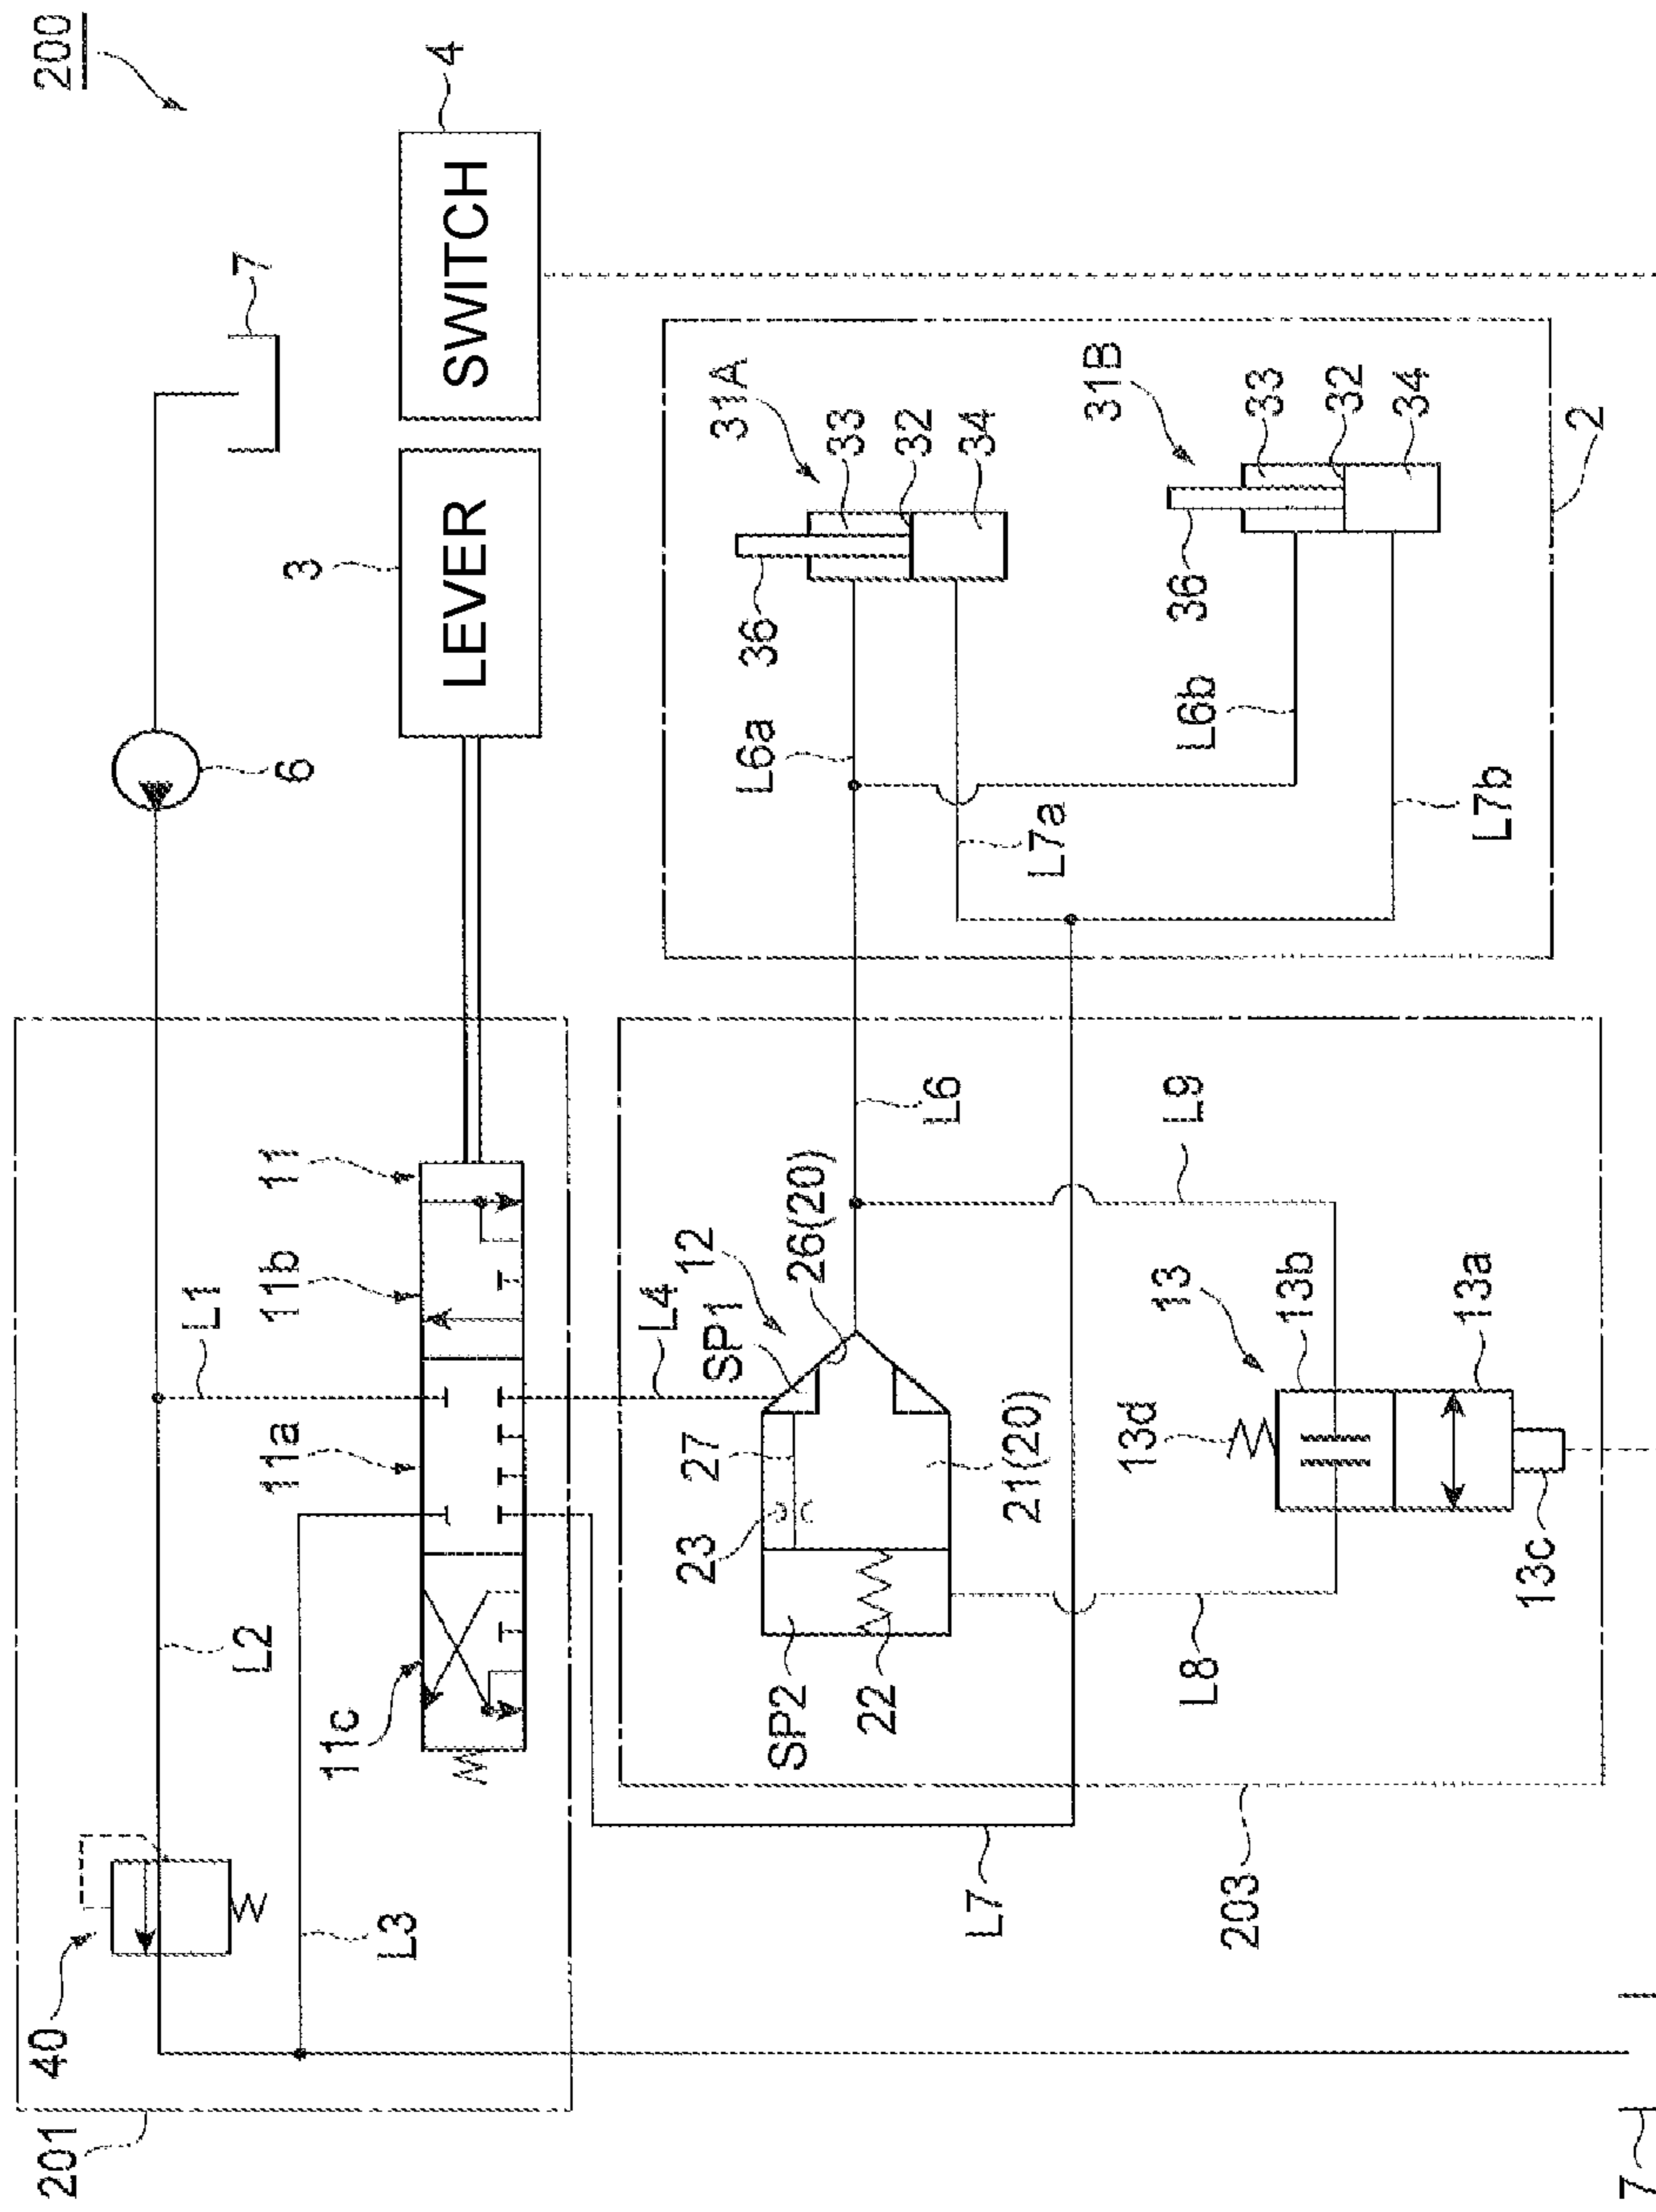 200
201
40
L1
L2
7
11b
11a
11
6
3
11c
L3
4
LEVER
SWITCH
L4
23
27
SP1
12
31A
L6a
36
SP2
26(20)
33
22
32
L6
L7
34
21(20)
L7a
31B
13d
13
L9
36
L8
L6b
203
33
13b
32
34
13a
L7b
13c
2
7